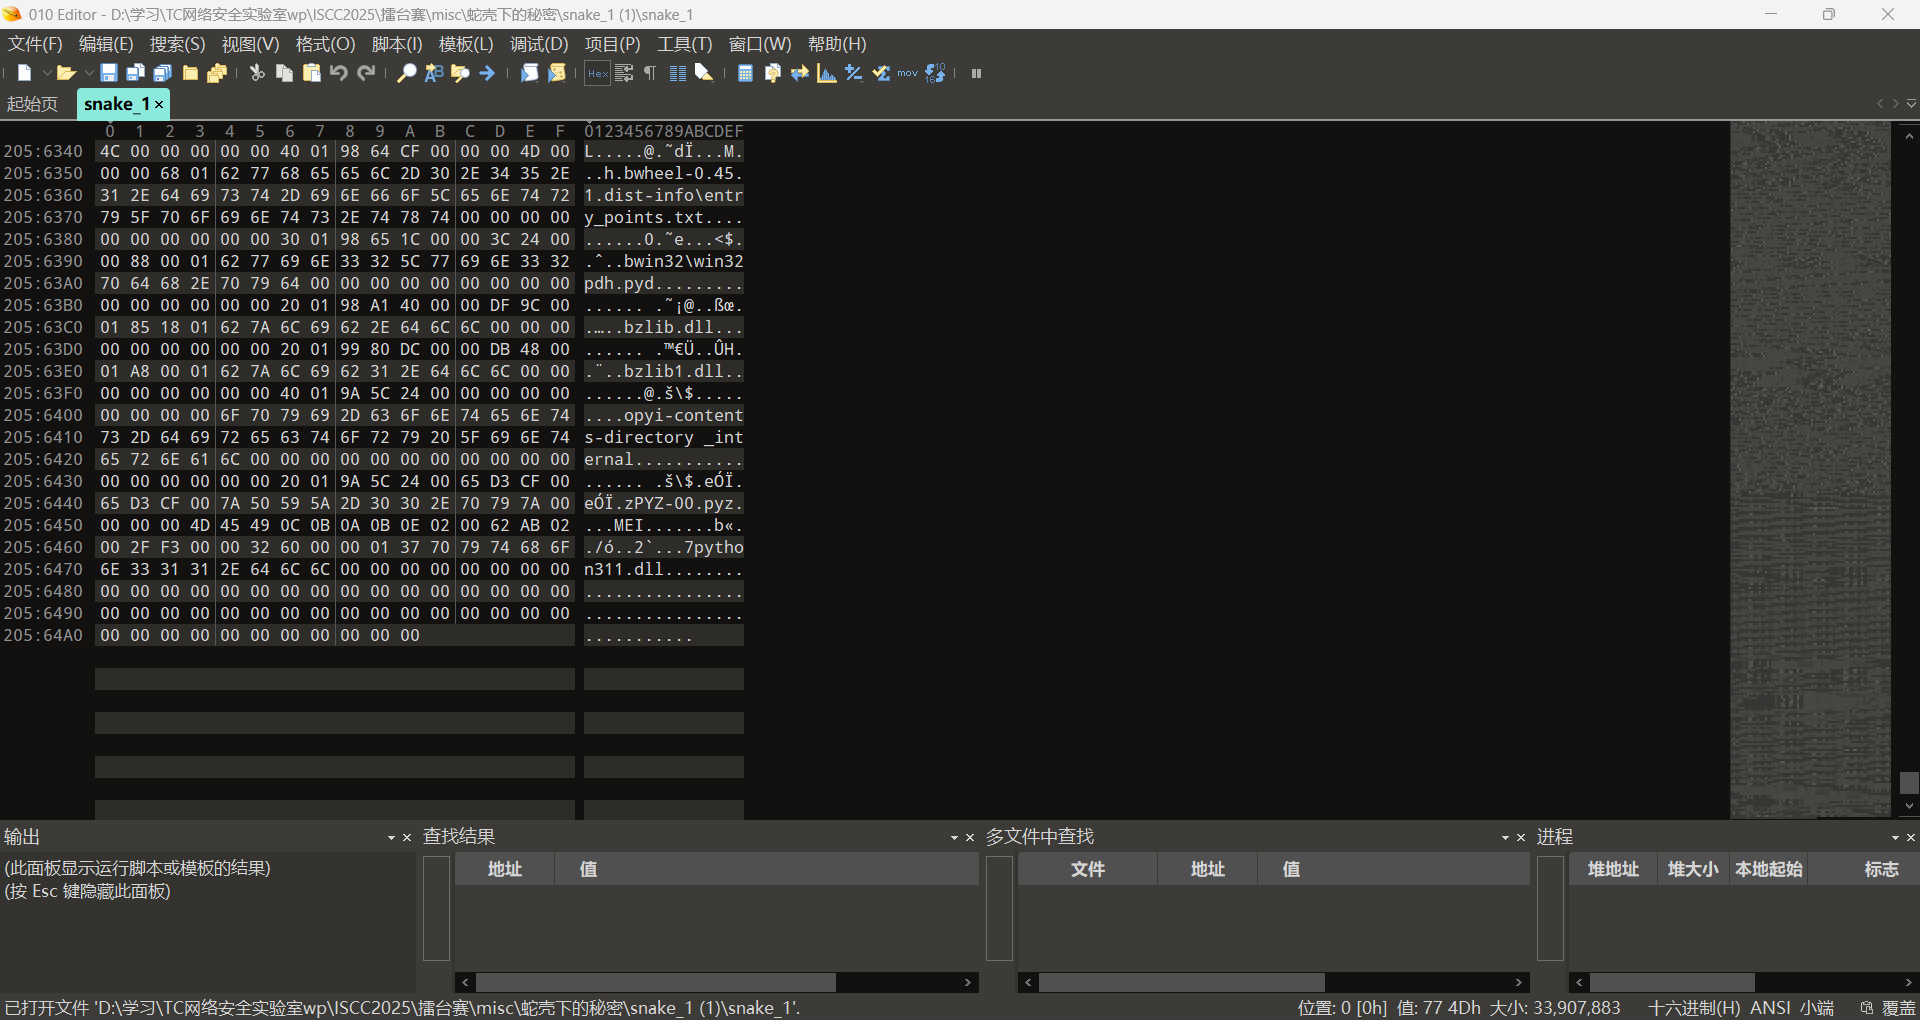 010 Editor - D:\学习\TC网络安全实验室wp\ISCC2025\擂台赛\misc\蛇壳下的秘密\snake_1 (1)\snake_1
文件(F) 编辑(E) 搜索(S) 视图(V) 格式(O) 脚本(I) 模板(L) 调试(D) 项目(P) 工具(T) 窗口(W) 帮助(H)
起始页 snake_1 ×
0 1 2 3 4 5 6 7 8 9 A B C D E F 0123456789ABCDEF
205:6340 4C 00 00 00 00 00 40 01 98 64 CF 00 00 00 4D 00 L.....@.˜dÏ...M.
205:6350 00 00 68 01 62 77 68 65 65 6C 2D 30 2E 34 35 2E ..h.bwheel-0.45.
205:6360 31 2E 64 69 73 74 2D 69 6E 66 6F 5C 65 6E 74 72 1.dist-info\entr
205:6370 79 5F 70 6F 69 6E 74 73 2E 74 78 74 00 00 00 00 y_points.txt....
205:6380 00 00 00 00 00 00 30 01 98 65 1C 00 00 3C 24 00 ......0.˜e...<$.
205:6390 00 88 00 01 62 77 69 6E 33 32 5C 77 69 6E 33 32 .ˆ..bwin32\win32
205:63A0 70 64 68 2E 70 79 64 00 00 00 00 00 00 00 00 00 pdh.pyd.........
205:63B0 00 00 00 00 00 00 20 01 98 A1 40 00 00 DF 9C 00 ...... .˜¡@..ßœ.
205:63C0 01 85 18 01 62 7A 6C 69 62 2E 64 6C 6C 00 00 00 .…..bzlib.dll...
205:63D0 00 00 00 00 00 00 20 01 99 80 DC 00 00 DB 48 00 ...... .™€Ü..ÛH.
205:63E0 01 A8 00 01 62 7A 6C 69 62 31 2E 64 6C 6C 00 00 .¨..bzlib1.dll..
205:63F0 00 00 00 00 00 00 40 01 9A 5C 24 00 00 00 00 00 ......@.š\$.....
205:6400 00 00 00 00 6F 70 79 69 2D 63 6F 6E 74 65 6E 74 ....opyi-content
205:6410 73 2D 64 69 72 65 63 74 6F 72 79 20 5F 69 6E 74 s-directory _int
205:6420 65 72 6E 61 6C 00 00 00 00 00 00 00 00 00 00 00 ernal...........
205:6430 00 00 00 00 00 00 20 01 9A 5C 24 00 65 D3 CF 00 ...... .š\$.eÓÏ.
205:6440 65 D3 CF 00 7A 50 59 5A 2D 30 30 2E 70 79 7A 00 eÓÏ.zPYZ-00.pyz.
205:6450 00 00 00 4D 45 49 0C 0B 0A 0B 0E 02 00 62 AB 02 ...MEI.......b«.
205:6460 00 2F F3 00 00 32 60 00 00 01 37 70 79 74 68 6F ./ó..2`...7pytho
205:6470 6E 33 31 31 2E 64 6C 6C 00 00 00 00 00 00 00 00 n311.dll........
205:6480 00 00 00 00 00 00 00 00 00 00 00 00 00 00 00 00 ................
205:6490 00 00 00 00 00 00 00 00 00 00 00 00 00 00 00 00 ................
205:64A0 00 00 00 00 00 00 00 00 00 00 00 ...........
输出 查找结果 多文件中查找 进程
(此面板显示运行脚本或模板的结果)
(按 Esc 键隐藏此面板)
地址 值 文件 地址 值 堆地址 堆大小 本地起始 标志
已打开文件 'D:\学习\TC网络安全实验室wp\ISCC2025\擂台赛\misc\蛇壳下的秘密\snake_1 (1)\snake_1'. 位置: 0 [0h] 值: 77 4Dh 大小: 33,907,883 十六进制(H) ANSI 小端 覆盖